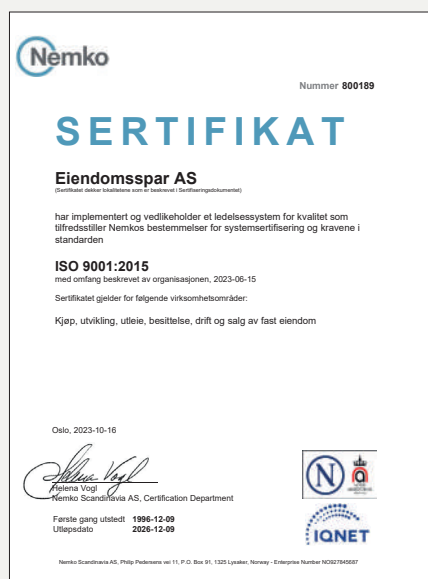 Nemko
Nummer 800189
SERTIFIKAT
Eiendomsspar AS
(Sertifikatet dekker lokalitetene som er beskrevet i Sertifiseringsdokumentet)
har implementert og vedlikeholder et ledelsessystem for kvalitet som
tilfredsstiller Nemkos bestemmelser for systemsertifisering og kravene i
standarden
ISO 9001:2015
med omfang beskrevet av organisasjonen, 2023-06-15
Sertifikatet gjelder for følgende virksomhetsområder:
Kjøp, utvikling, utleie, besittelse, drift og salg av fast eiendom
Oslo, 2023-10-16
Helena Vogl
Helena Vogl
Nemko Scandinavia AS, Certification Department
Første gang utstedt 1996-12-09
Utløpsdato 2026-12-09
N
IQNET
Nemko Scandinavia AS, Philip Pedersens vei 11, P.O. Box 91, 1325 Lysaker, Norway - Enterprise Number NO927845687